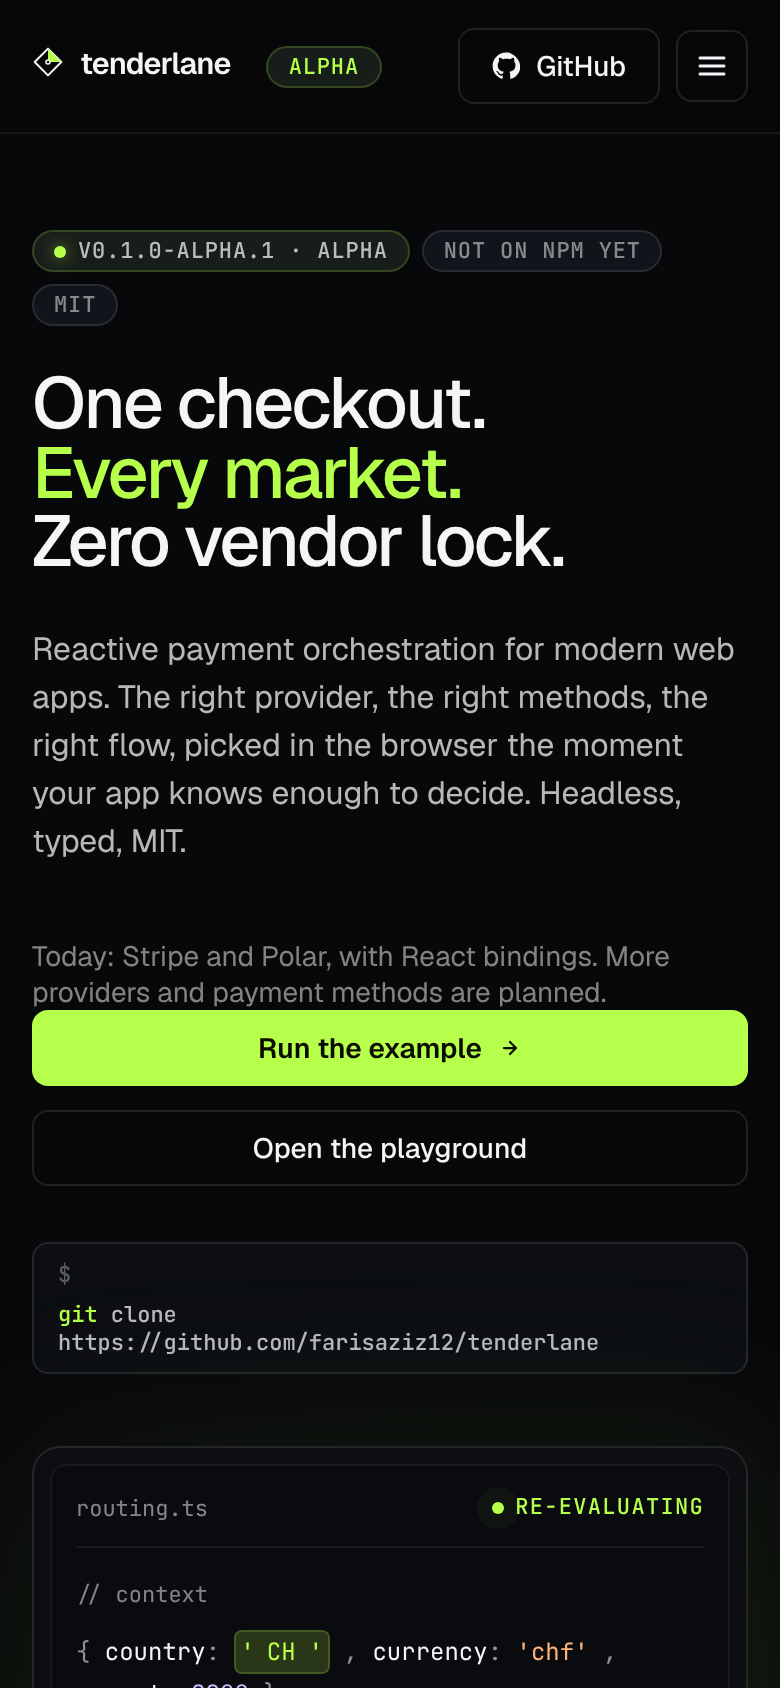 tenderlane ALPHA GitHub
V0.1.0-ALPHA.1 · ALPHA NOT ON NPM YET
MIT
One checkout.
Every market.
Zero vendor lock.
Reactive payment orchestration for modern web
apps. The right provider, the right methods, the
right flow, picked in the browser the moment
your app knows enough to decide. Headless,
typed, MIT.
Today: Stripe and Polar, with React bindings. More
providers and payment methods are planned.
Run the example →
Open the playground
$
git clone
https://github.com/farisaziz12/tenderlane
routing.ts RE-EVALUATING
// context
{ country: ' CH ' , currency: 'chf' ,